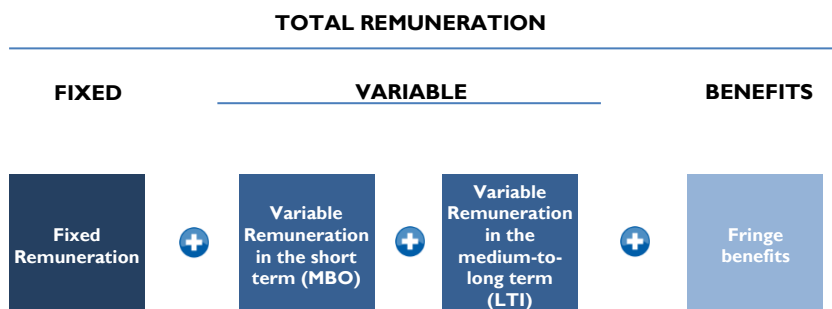 TOTAL REMUNERATION
FIXED
VARIABLE
BENEFITS
Fixed
Remuneration
Variable
Remuneration
in the short
term (MBO)
Variable
Remuneration
in the
medium-to-
long term
(LTI)
Fringe
benefits